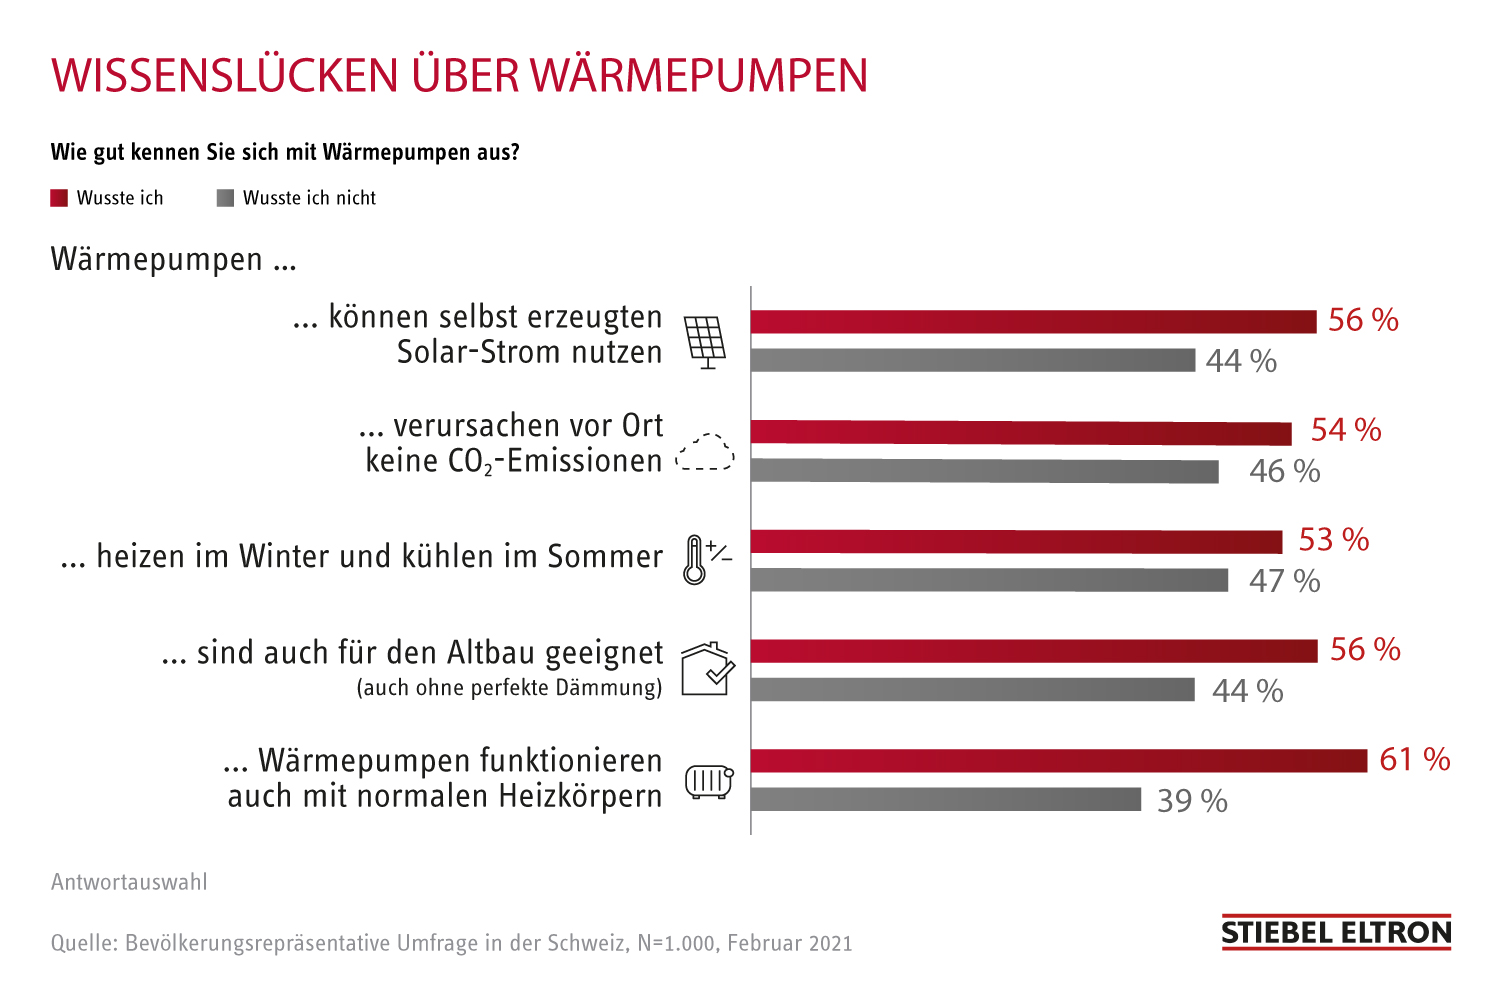 WISSENSLÜCKEN ÜBER WÄRMEPUMPEN
Wie gut kennen Sie sich mit Wärmepumpen aus?
Wusste ich
Wusste ich nicht
Wärmepumpen ...
... können selbst erzeugten
Solar-Strom nutzen
56 %
44 %
... verursachen vor Ort
keine CO₂-Emissionen
54 %
46 %
... heizen im Winter und kühlen im Sommer
53 %
47 %
... sind auch für den Altbau geeignet
(auch ohne perfekte Dämmung)
56 %
44 %
... Wärmepumpen funktionieren
auch mit normalen Heizkörpern
61 %
39 %
Antwortauswahl
Quelle: Bevölkerungsrepräsentative Umfrage in der Schweiz, N=1.000, Februar 2021
STIEBEL ELTRON